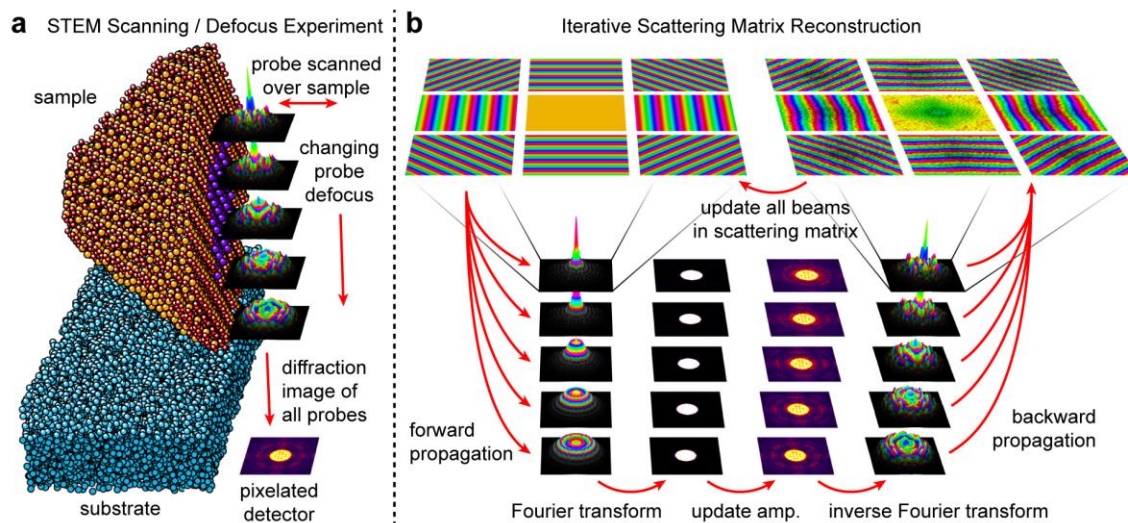 a STEM Scanning / Defocus Experiment
sample
probe scanned
over sample
changing
probe
defocus
diffraction
image of
all probes
pixelated
detector
substrate
b Iterative Scattering Matrix Reconstruction
update all beams
in scattering matrix
forward
propagation
backward
propagation
Fourier transform
update amp.
inverse Fourier transform